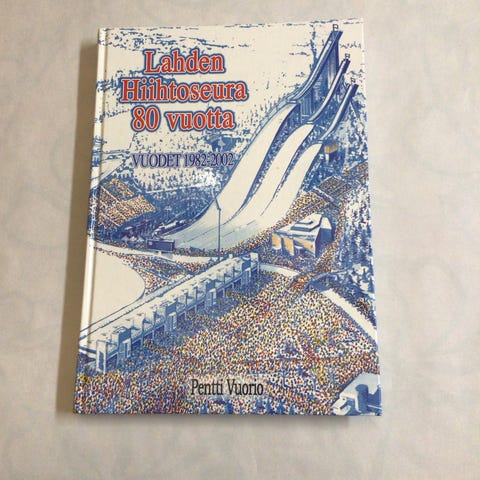 Lahden
Hiihtoseura
80 vuotta
VUODET 1982-2002
Pentti Vuorio